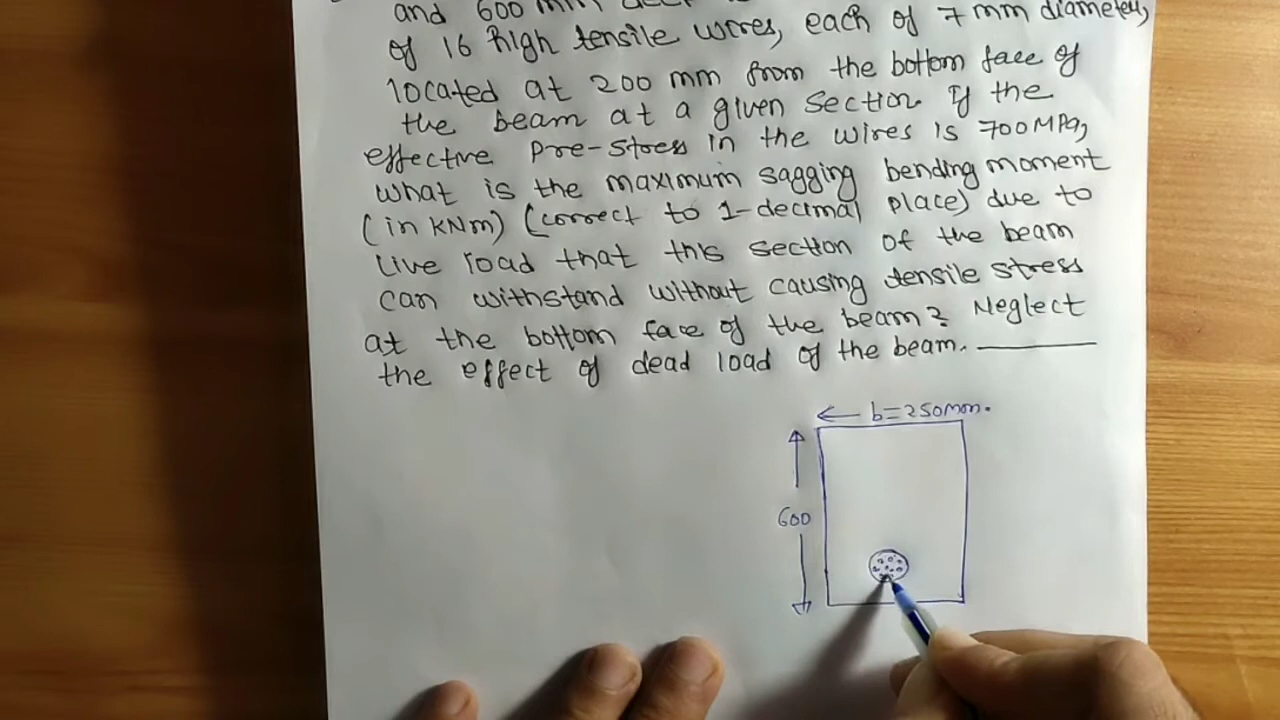 and 600 mm deep
of 16 high tensile wires, each of 7 mm diameter,
located at 200 mm from the bottom face of
the beam at a given section. If the
effective Pre-stress in the wires is 700MPa,
what is the maximum sagging bending moment
(in kNm) (correct to 1-decimal place) due to
Live load that this section of the beam
can withstand without causing tensile stress
at the bottom face of the beam? Neglect
the effect of dead load of the beam.
b=250mm.
600